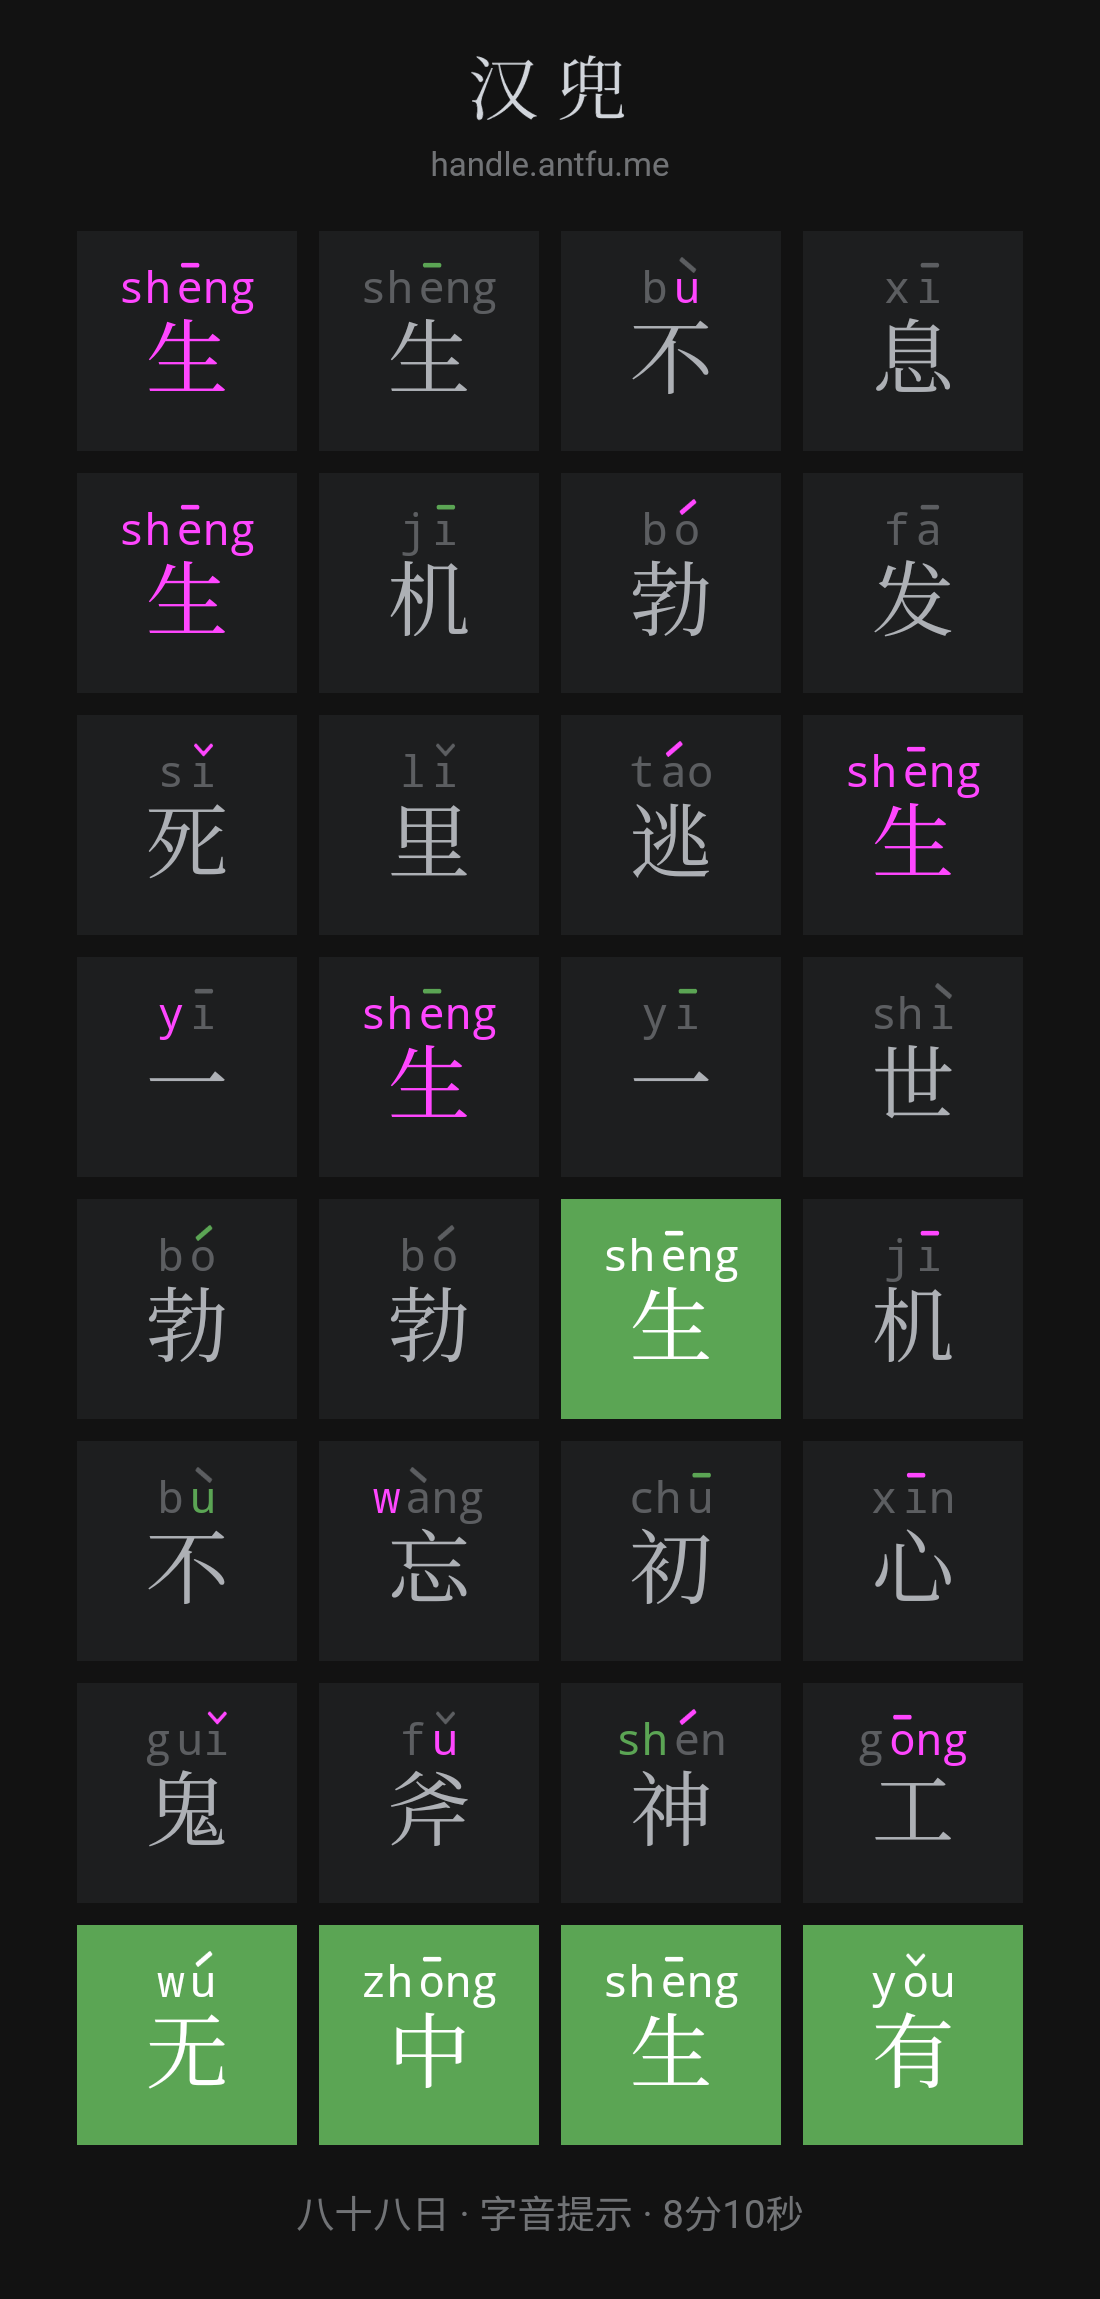 汉兜
handle.antfu.me
shēng shēng bù xī
生 生 不 息
shēng jī bó fā
生 机 勃 发
sǐ lǐ táo shēng
死 里 逃 生
yī shēng yī shì
一 生 一 世
bó bó shēng jī
勃 勃 生 机
bù wàng chū xīn
不 忘 初 心
guǐ fǔ shén gōng
鬼 斧 神 工
wú zhōng shēng yǒu
无 中 生 有
八十八日 · 字音提示 · 8分10秒